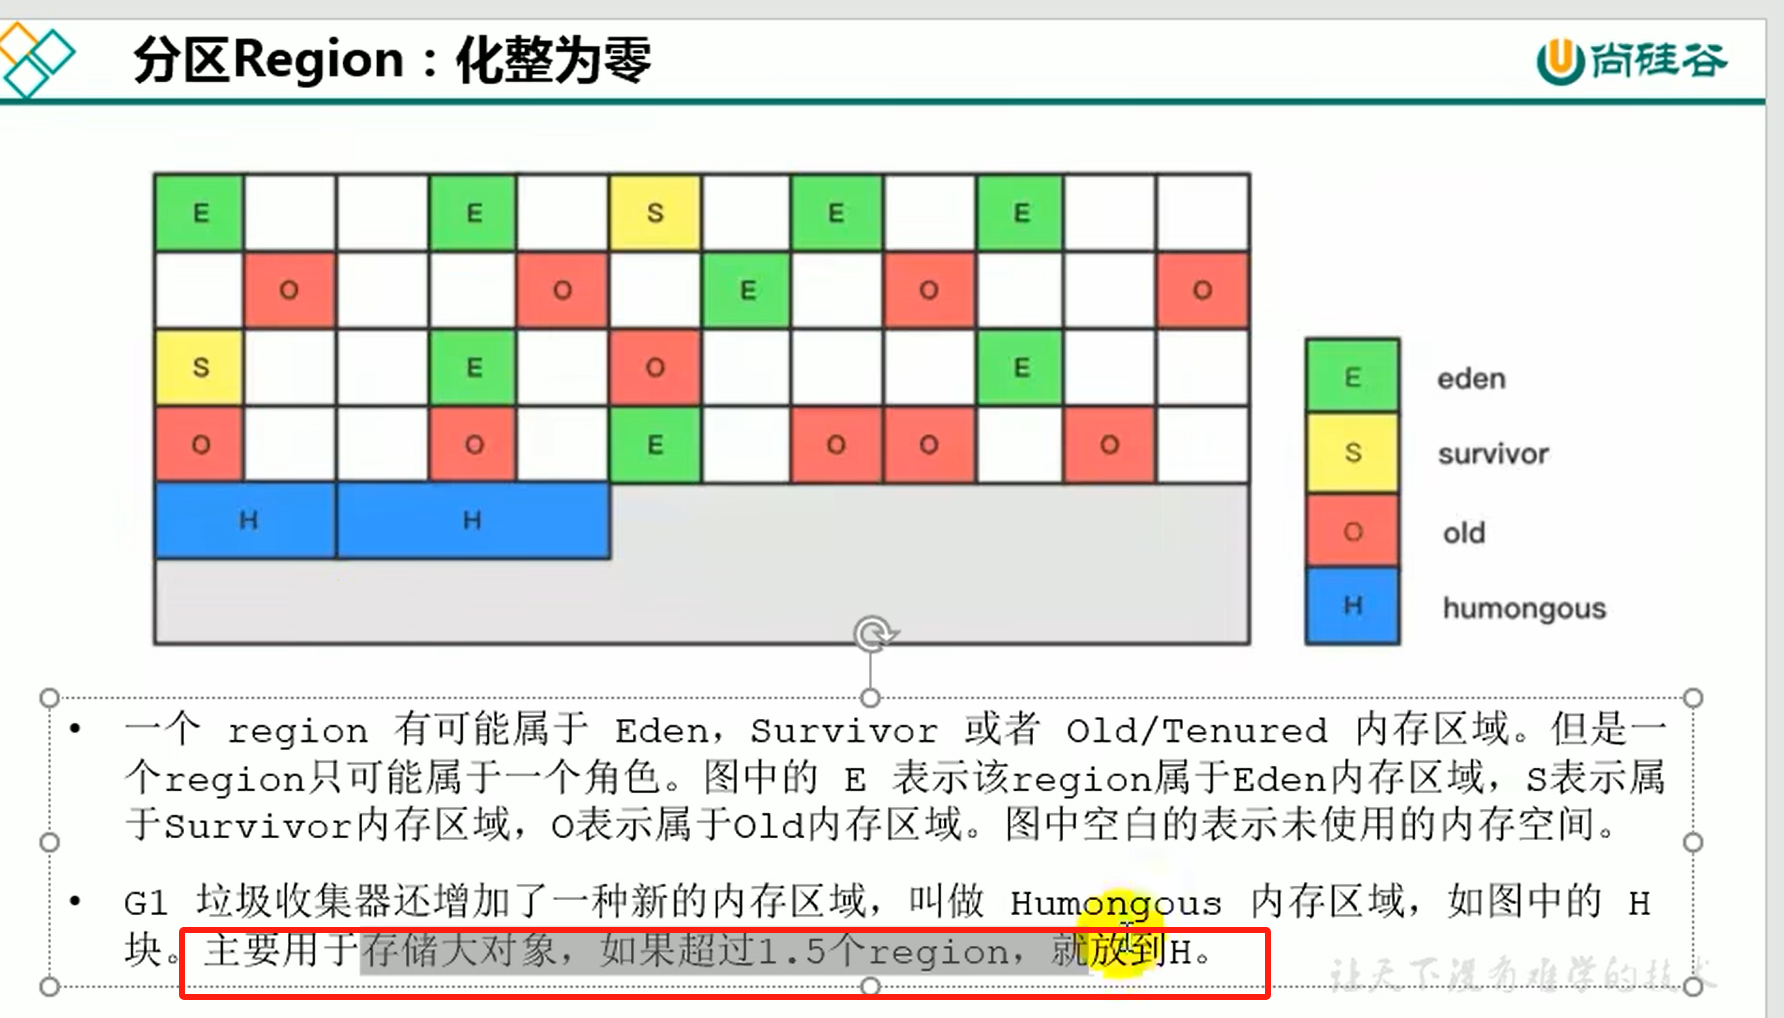 分区Region：化整为零
尚硅谷
E E S E E
O O E O O
S E O E
O O E O O O
H H
E eden
S survivor
O old
H humongous
• 一个 region 有可能属于 Eden，Survivor 或者 Old/Tenured 内存区域。但是一
个region只可能属于一个角色。图中的 E 表示该region属于Eden内存区域，S表示属
于Survivor内存区域，O表示属于Old内存区域。图中空白的表示未使用的内存空间。
• G1 垃圾收集器还增加了一种新的内存区域，叫做 Humongous 内存区域，如图中的 H
块。主要用于存储大对象，如果超过1.5个region，就放到H。
让天下没有难学的技术